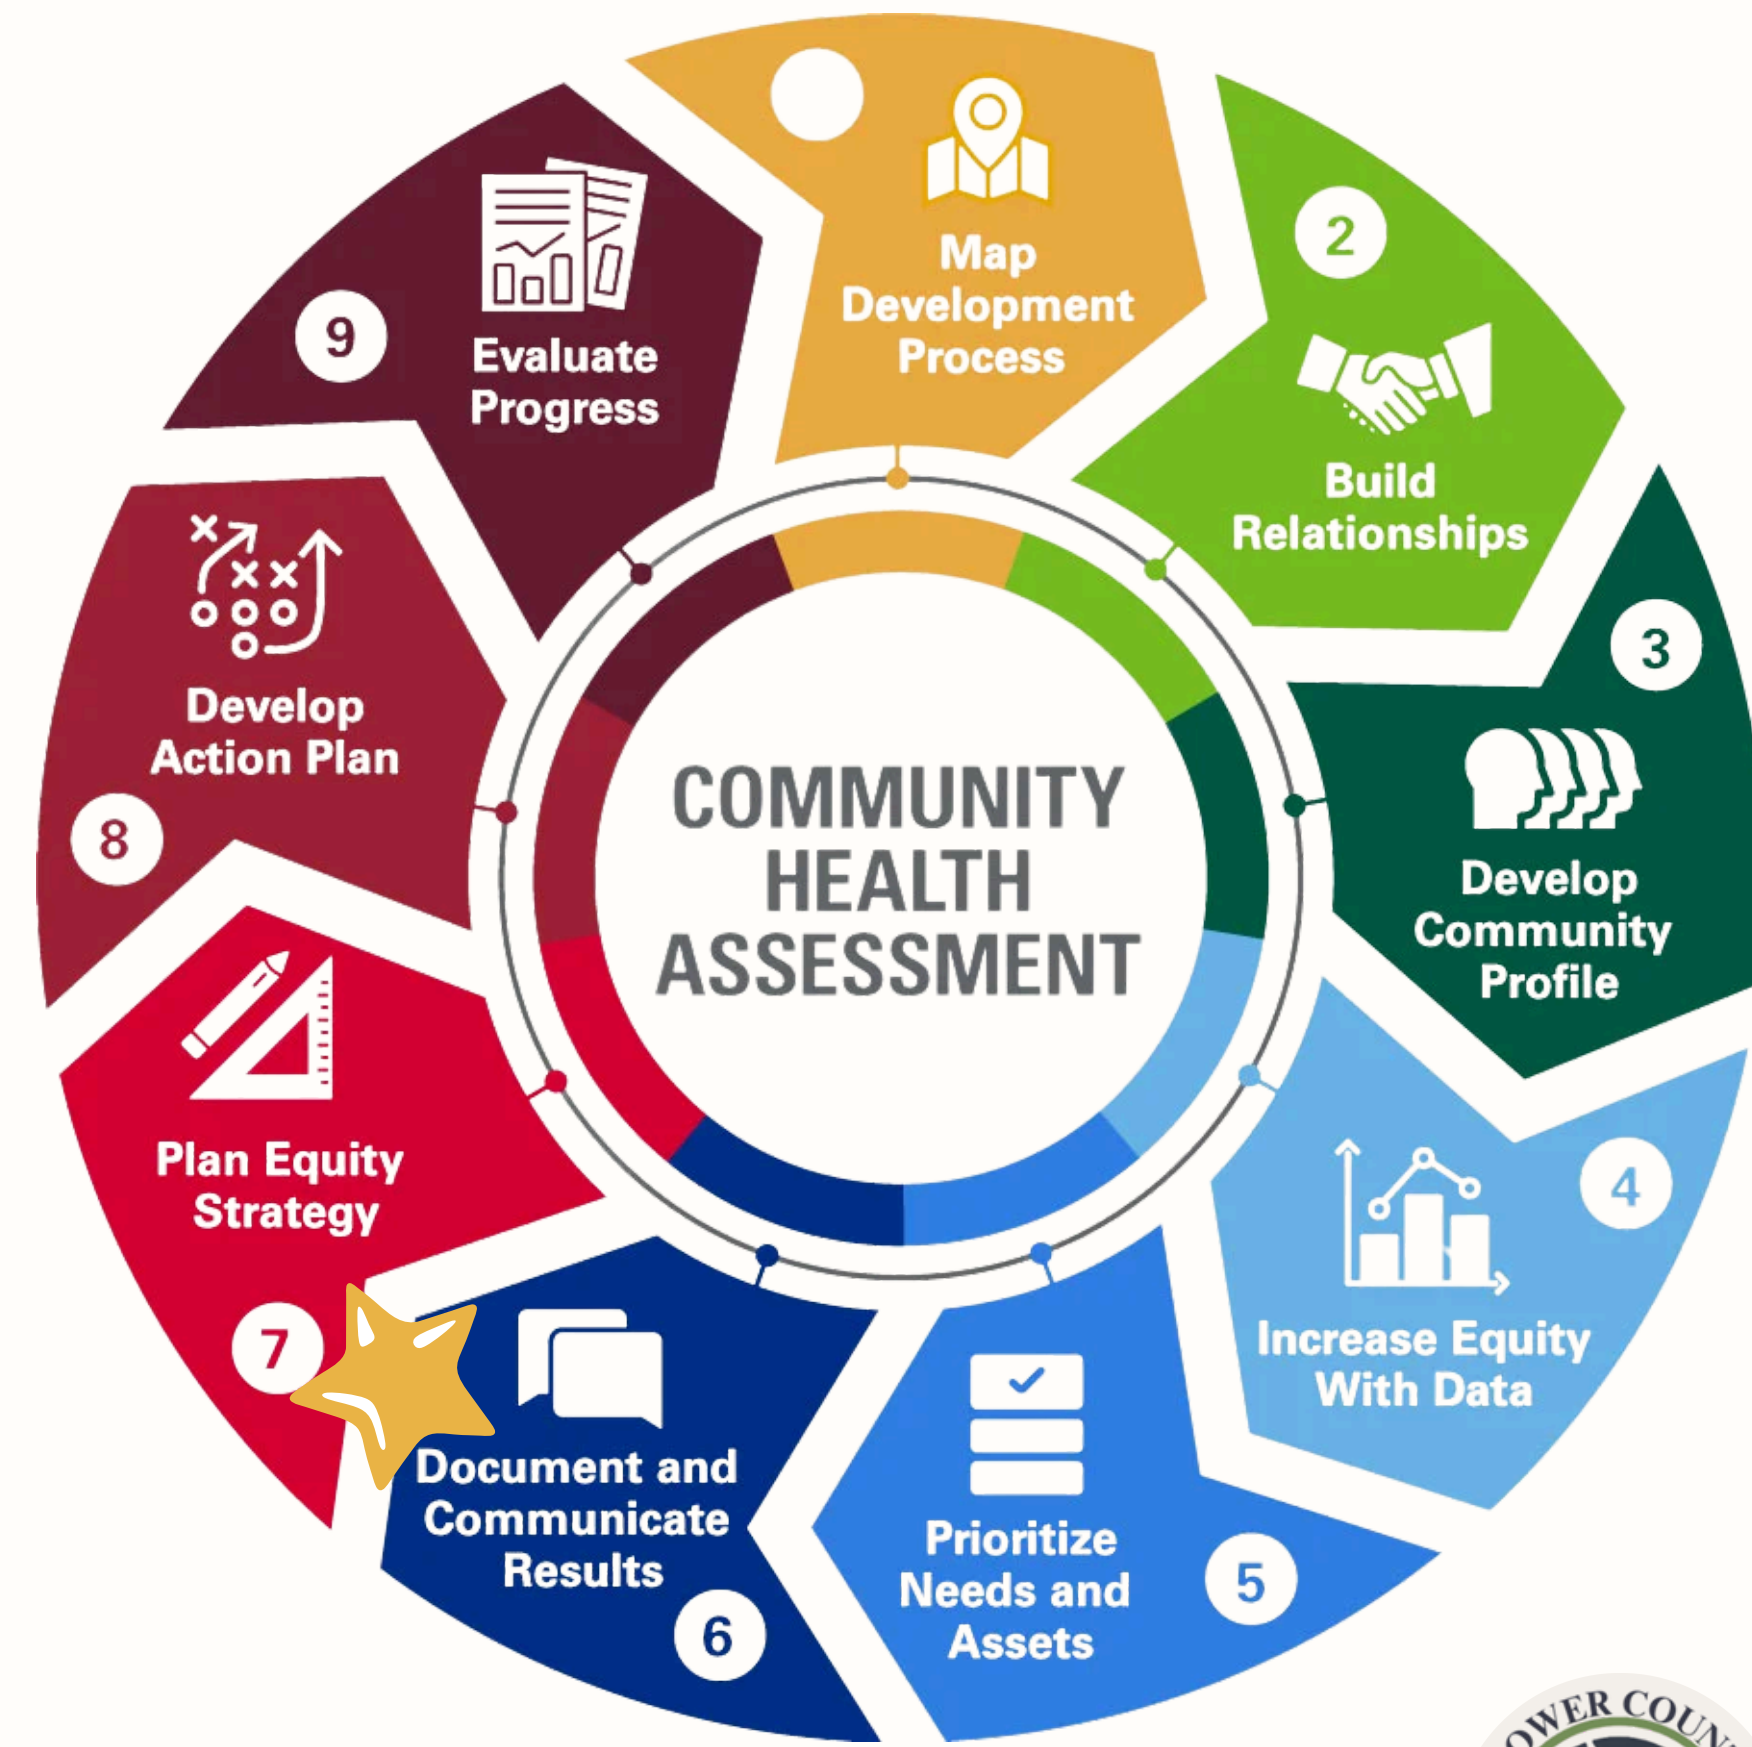 Map
Development
Process
2
Build
Relationships
3
Develop
Community
Profile
4
Increase Equity
With Data
5
Prioritize
Needs and
Assets
6
Document and
Communicate
Results
7
Plan Equity
Strategy
8
Develop
Action Plan
9
Evaluate
Progress
COMMUNITY
HEALTH
ASSESSMENT